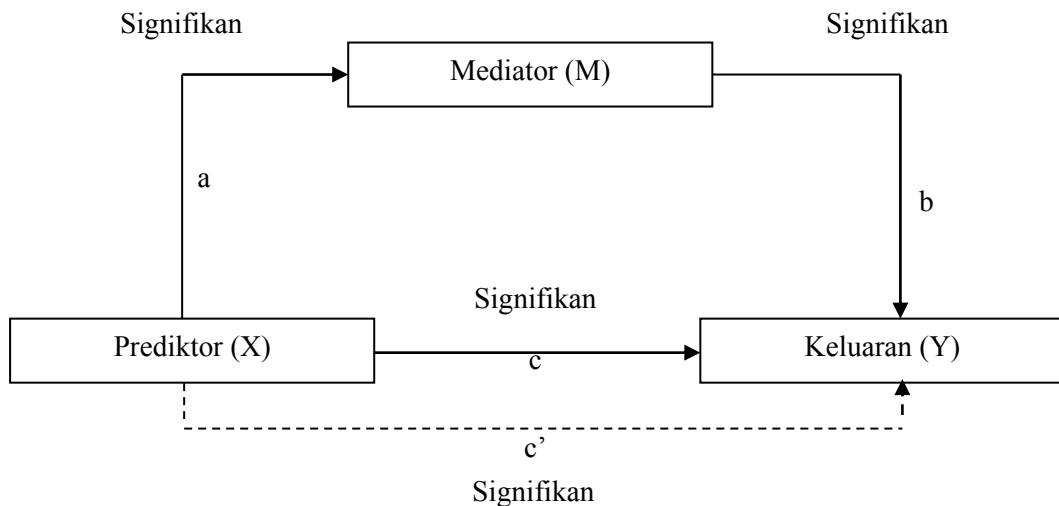 Signifikan
Signifikan
Mediator (M)
a
b
Signifikan
Prediktor (X)
Keluaran (Y)
c
c’
Signifikan